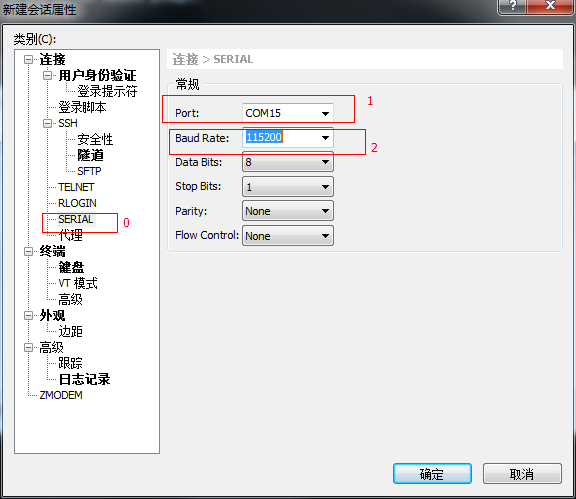 新建会话属性
类别(C):
连接
用户身份验证
登录提示符
登录脚本
SSH
安全性
隧道
SFTP
TELNET
RLOGIN
SERIAL
0
代理
终端
键盘
VT 模式
高级
外观
边距
高级
跟踪
日志记录
ZMODEM
连接 > SERIAL
常规
Port: COM15
1
Baud Rate: 115200
2
Data Bits: 8
Stop Bits: 1
Parity: None
Flow Control: None
确定
取消